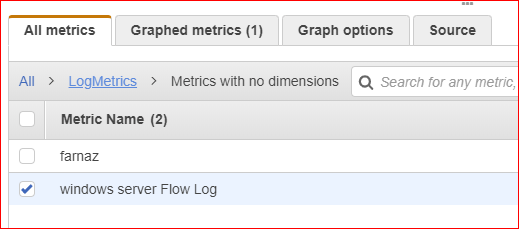 All metrics Graphed metrics (1) Graph options Source
All > LogMetrics > Metrics with no dimensions Search for any metric,
Metric Name (2)
farnaz
windows server Flow Log